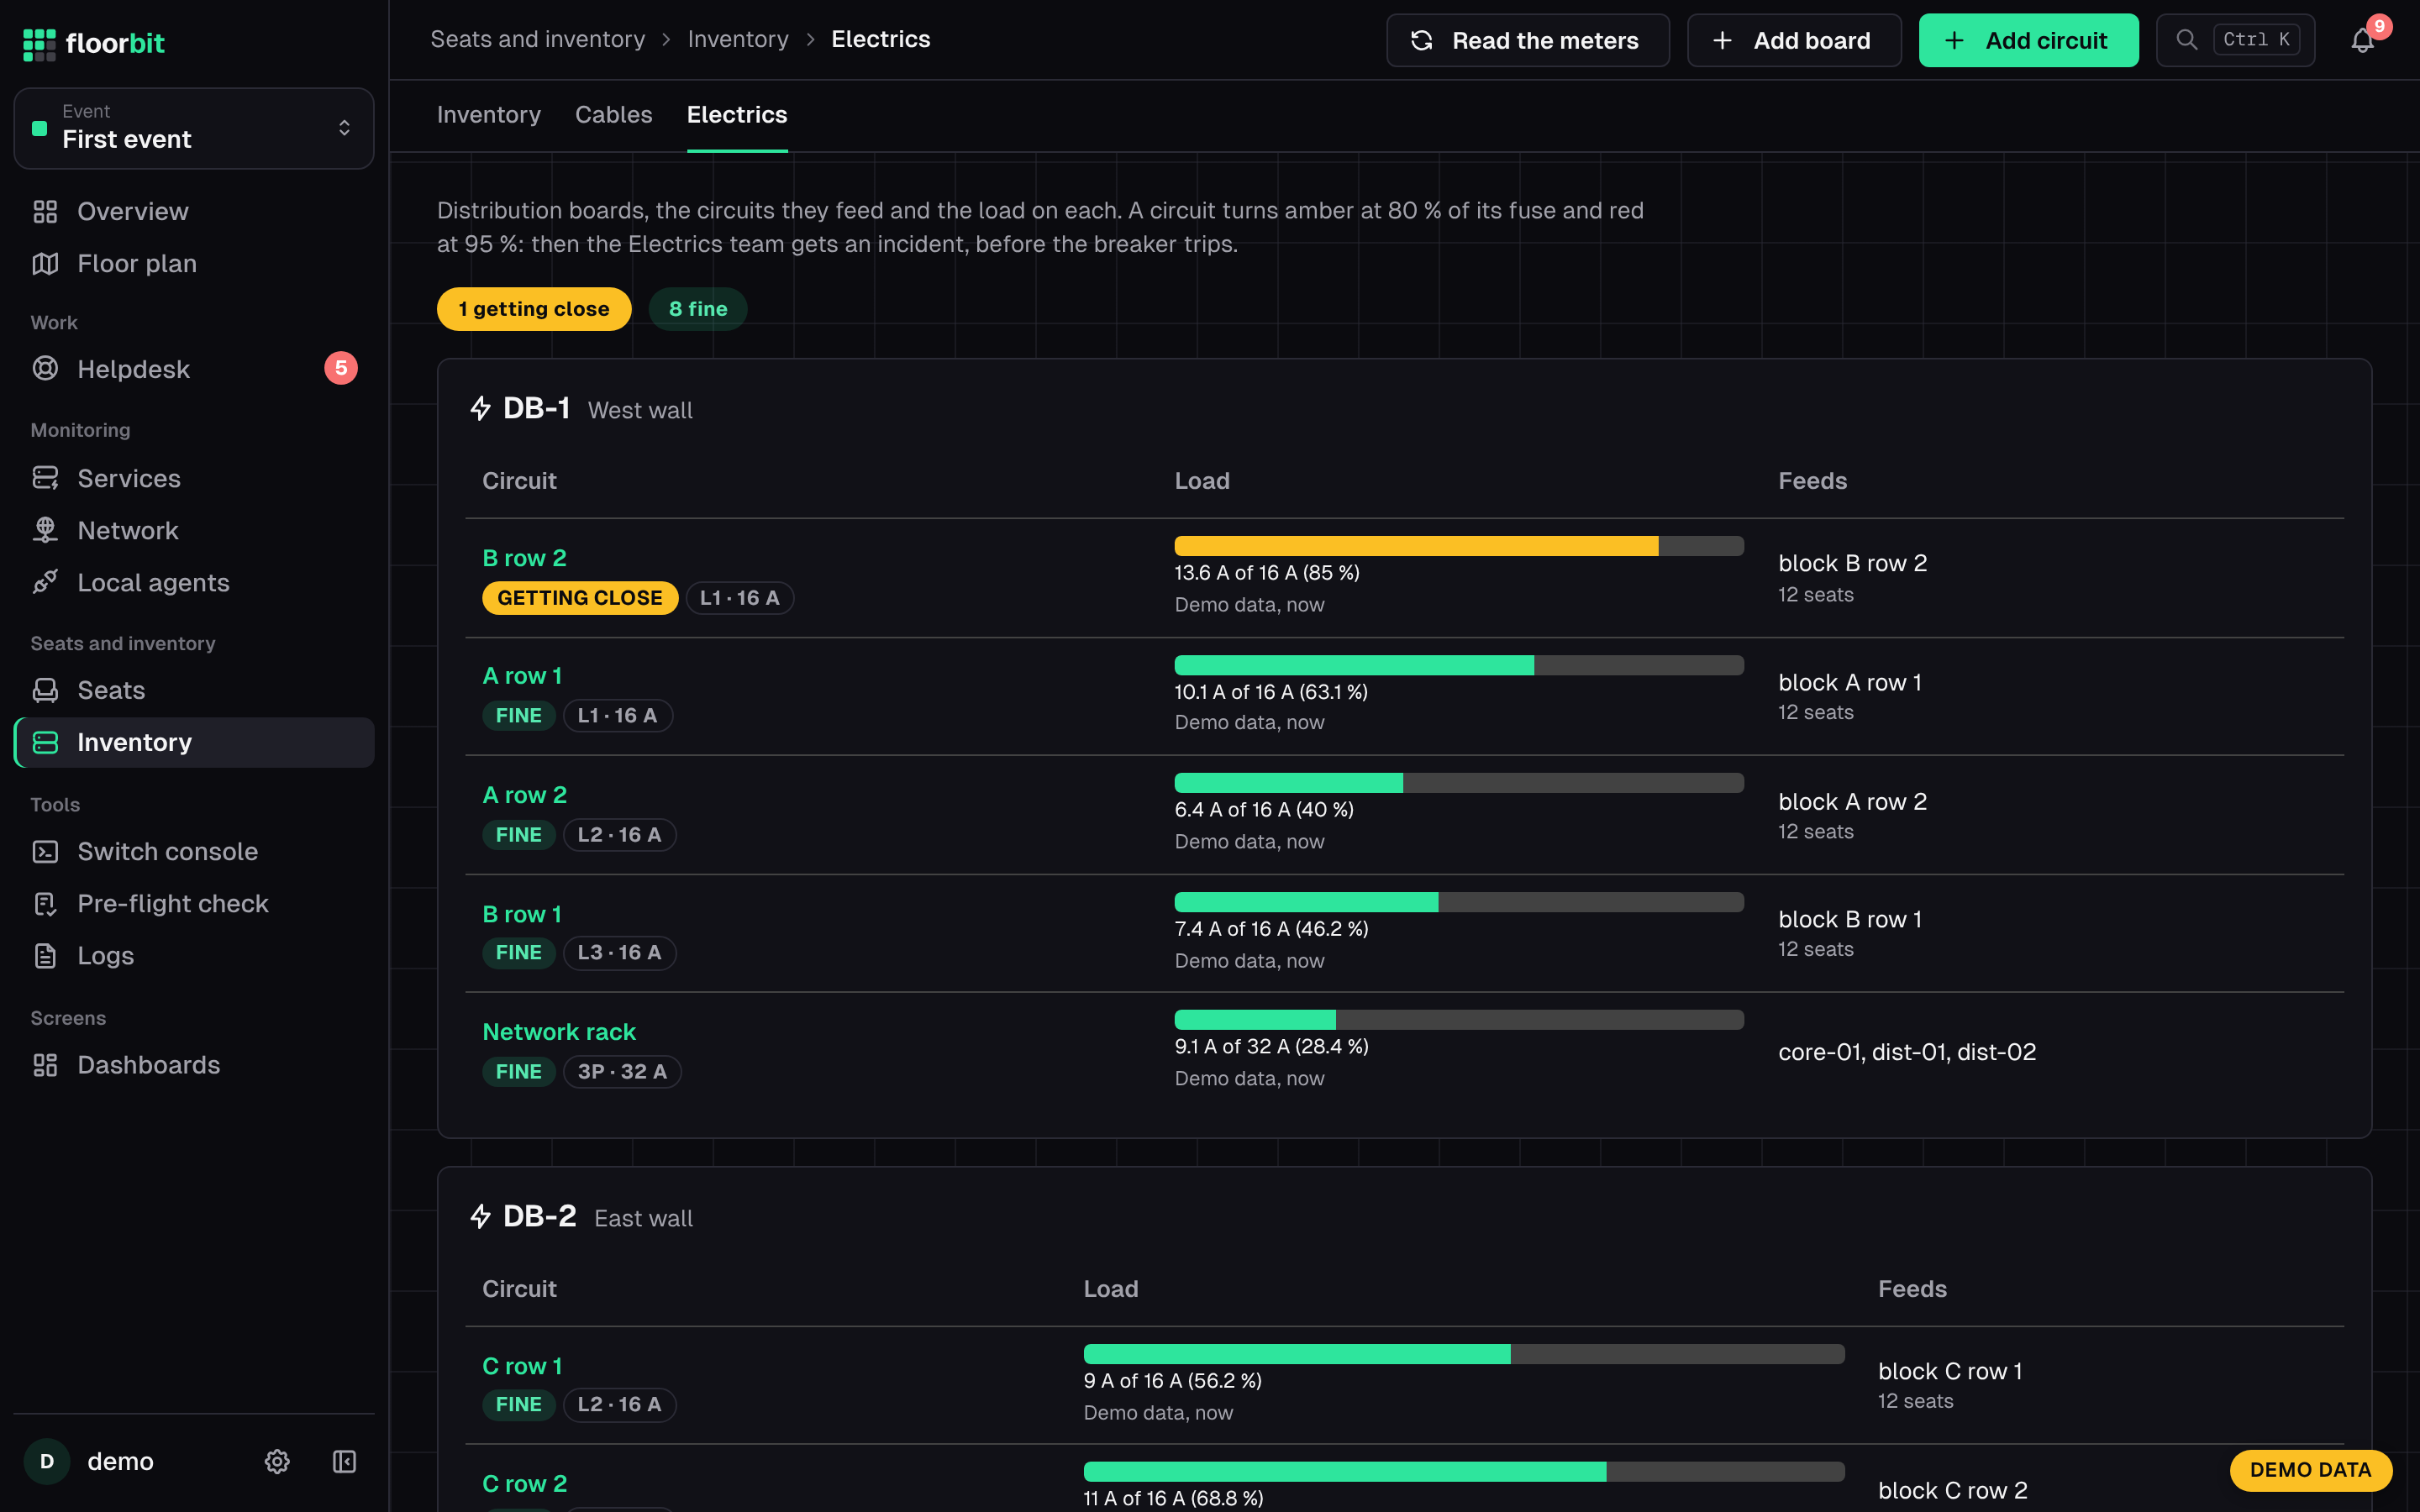 floorbit
Event
First event
Overview
Floor plan
Work
Helpdesk
5
Monitoring
Services
Network
Local agents
Seats and inventory
Seats
Inventory
Tools
Switch console
Pre-flight check
Logs
Screens
Dashboards
D
demo
Seats and inventory > Inventory > Electrics
Read the meters
+ Add board
+ Add circuit
Ctrl K
9
Inventory
Cables
Electrics
Distribution boards, the circuits they feed and the load on each. A circuit turns amber at 80 % of its fuse and red
at 95 %: then the Electrics team gets an incident, before the breaker trips.
1 getting close
8 fine
DB-1 West wall
Circuit Load Feeds
B row 2
GETTING CLOSE L1 · 16 A
13.6 A of 16 A (85 %)
Demo data, now
block B row 2
12 seats
A row 1
FINE L1 · 16 A
10.1 A of 16 A (63.1 %)
Demo data, now
block A row 1
12 seats
A row 2
FINE L2 · 16 A
6.4 A of 16 A (40 %)
Demo data, now
block A row 2
12 seats
B row 1
FINE L3 · 16 A
7.4 A of 16 A (46.2 %)
Demo data, now
block B row 1
12 seats
Network rack
FINE 3P · 32 A
9.1 A of 32 A (28.4 %)
Demo data, now
core-01, dist-01, dist-02
DB-2 East wall
Circuit Load Feeds
C row 1
FINE L2 · 16 A
9 A of 16 A (56.2 %)
Demo data, now
block C row 1
12 seats
C row 2
11 A of 16 A (68.8 %)
block C row 2
DEMO DATA